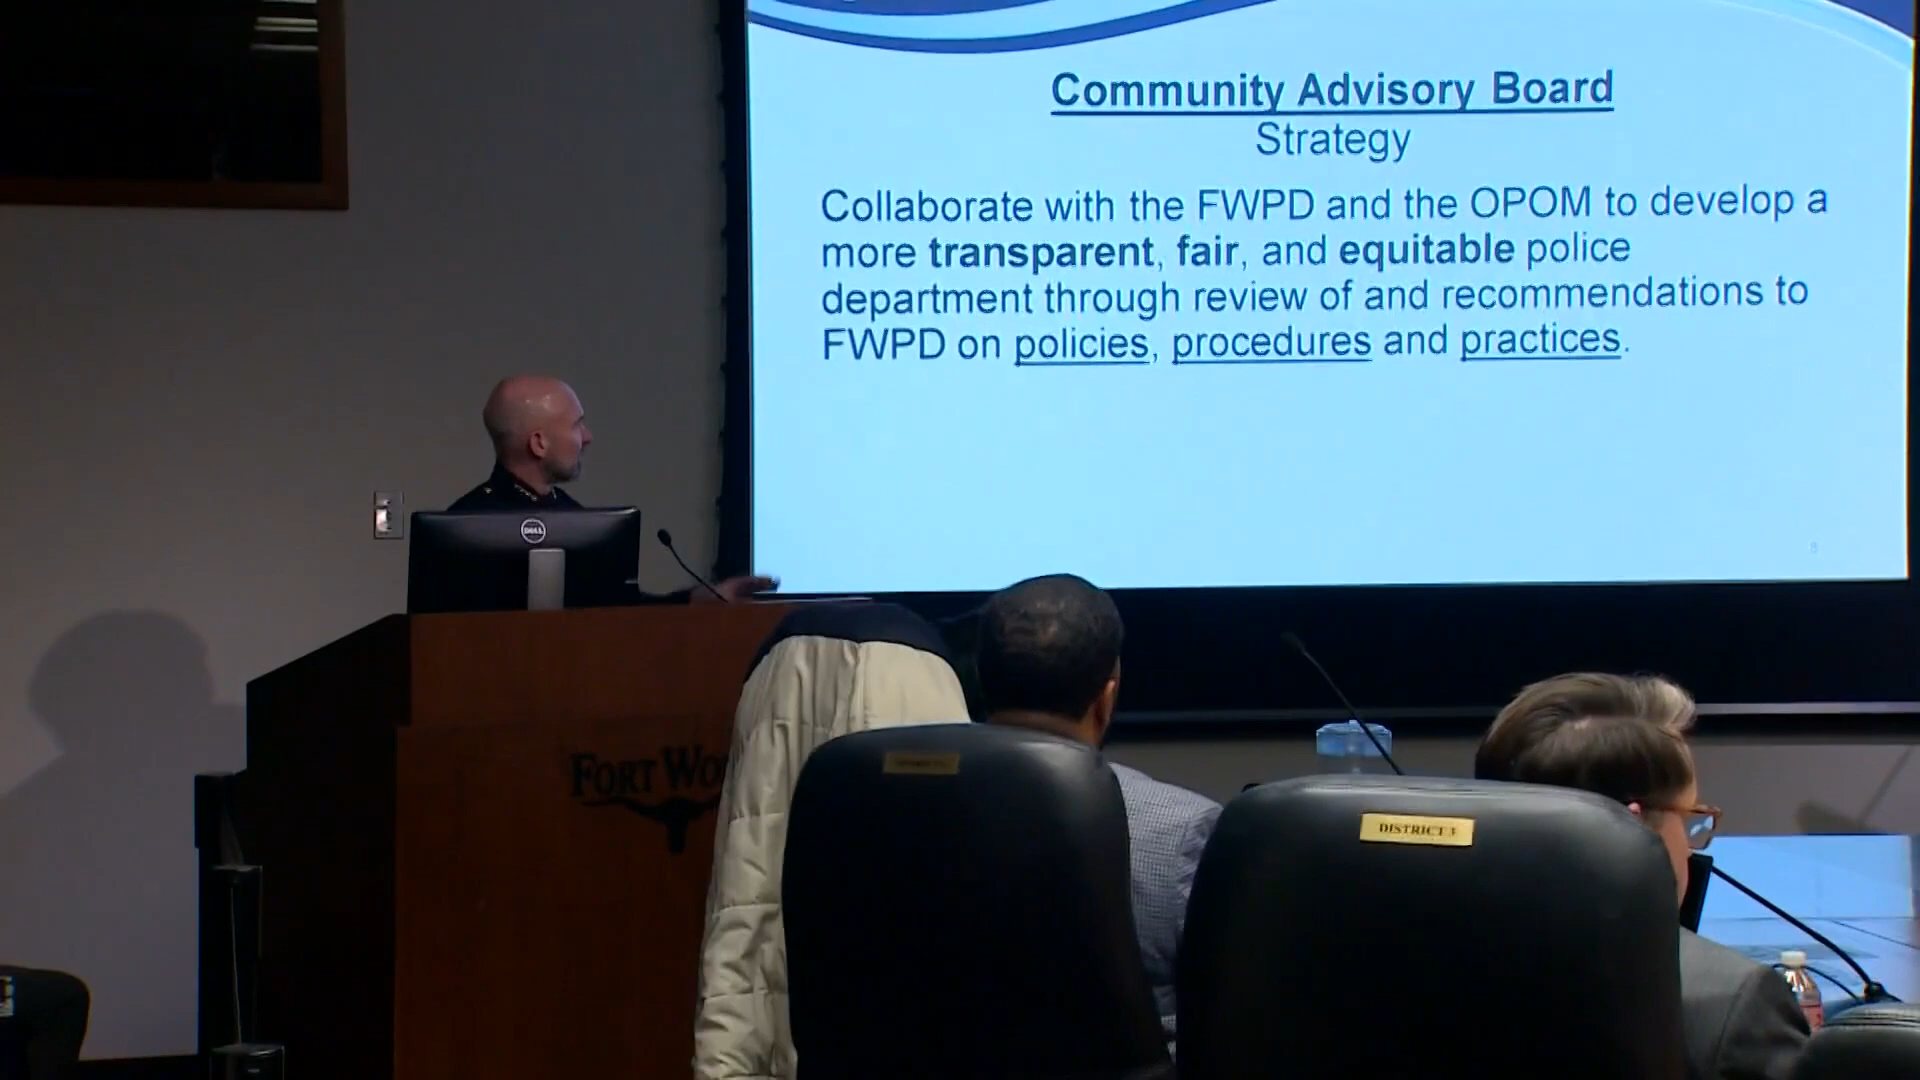 Community Advisory Board
Strategy
Collaborate with the FWPD and the OPOM to develop a
more transparent, fair, and equitable police
department through review of and recommendations to
FWPD on policies, procedures and practices.
8
DELL
FORT WO
DISTRICT 3